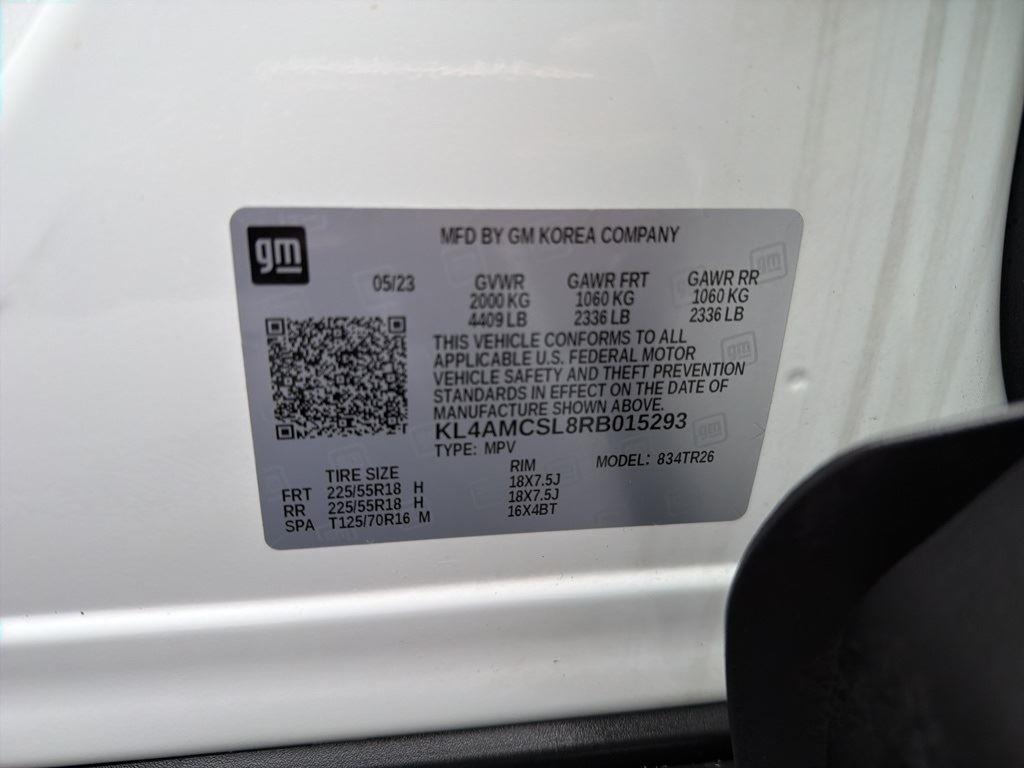 gm
MFD BY GM KOREA COMPANY
05/23 GVWR GAWR FRT GAWR RR
2000 KG 1060 KG 1060 KG
4409 LB 2336 LB 2336 LB
THIS VEHICLE CONFORMS TO ALL
APPLICABLE U.S. FEDERAL MOTOR
VEHICLE SAFETY AND THEFT PREVENTION
STANDARDS IN EFFECT ON THE DATE OF
MANUFACTURE SHOWN ABOVE.
KL4AMCSL8RB015293
TYPE: MPV MODEL: 834TR26
TIRE SIZE RIM
FRT 225/55R18 H 18X7.5J
RR 225/55R18 H 18X7.5J
SPA T125/70R16 M 16X4BT